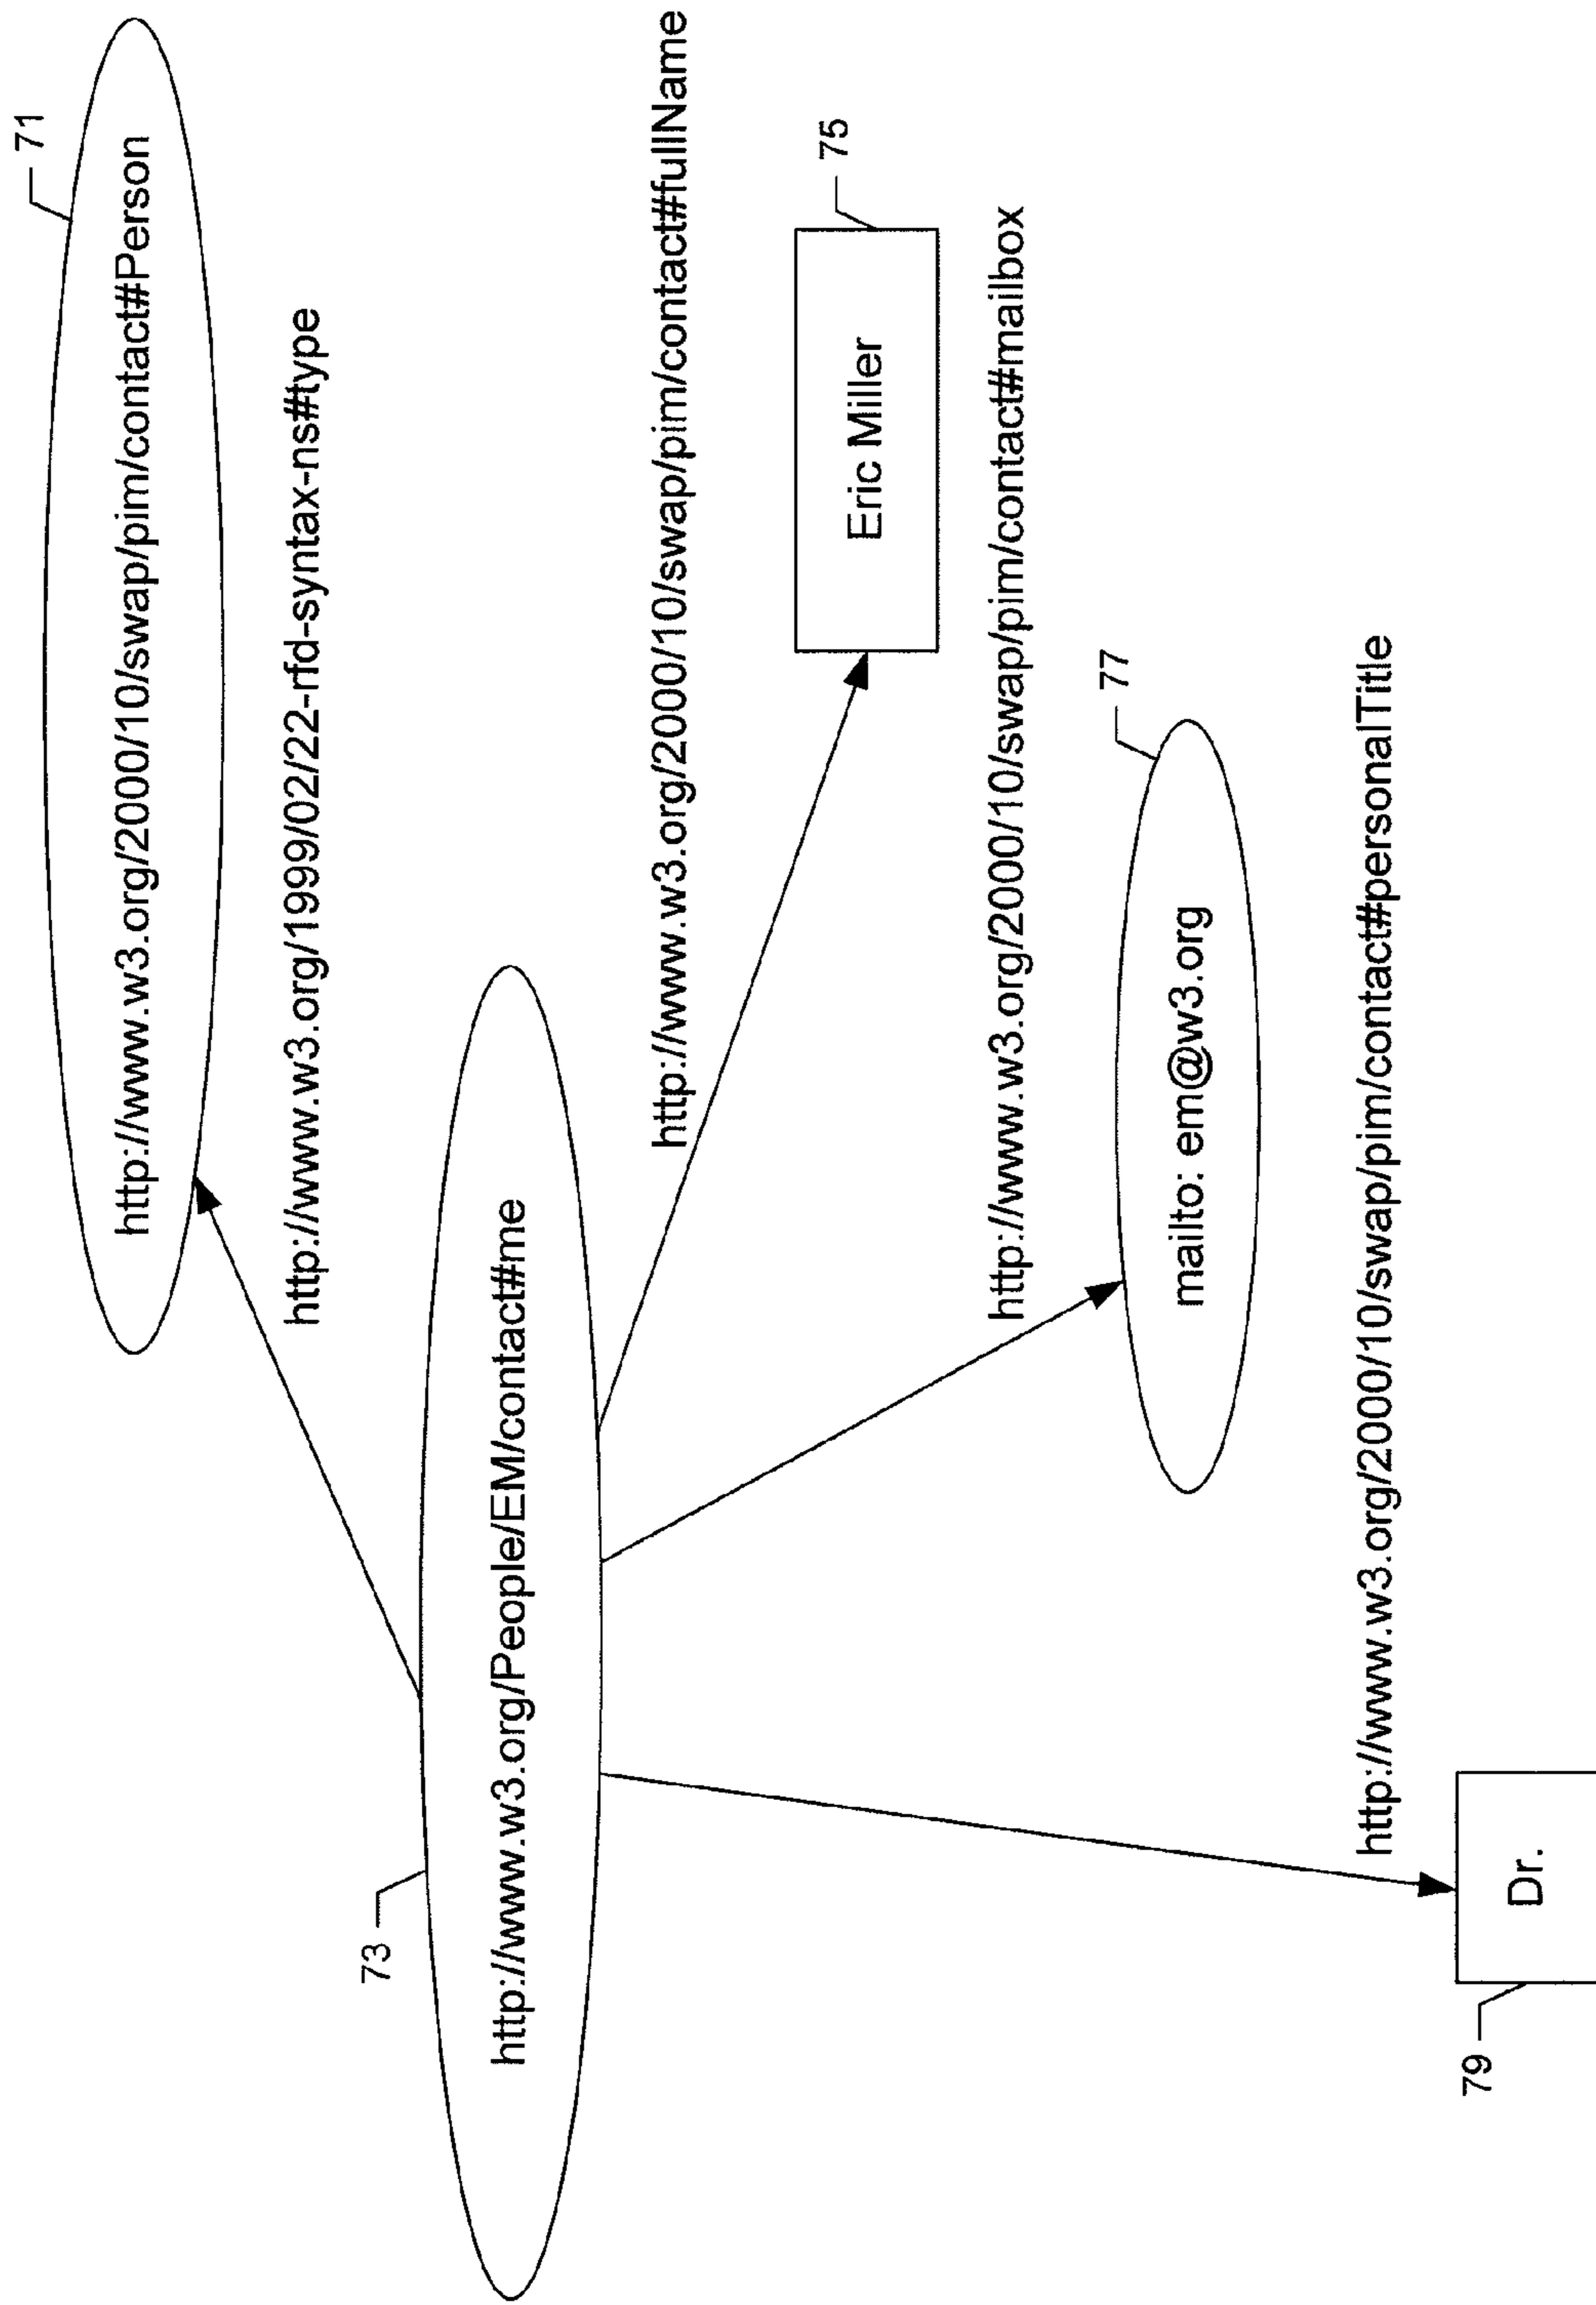 71
http://www.w3.org/2000/10/swap/pim/contact#Person
http://www.w3.org/1999/02/22-rfd-syntax-ns#type
73
http://www.w3.org/People/EM/contact#me
http://www.w3.org/2000/10/swap/pim/contact#fullName
75
Eric Miller
http://www.w3.org/2000/10/swap/pim/contact#mailbox
77
mailto: em@w3.org
http://www.w3.org/2000/10/swap/pim/contact#personalTitle
79
Dr.